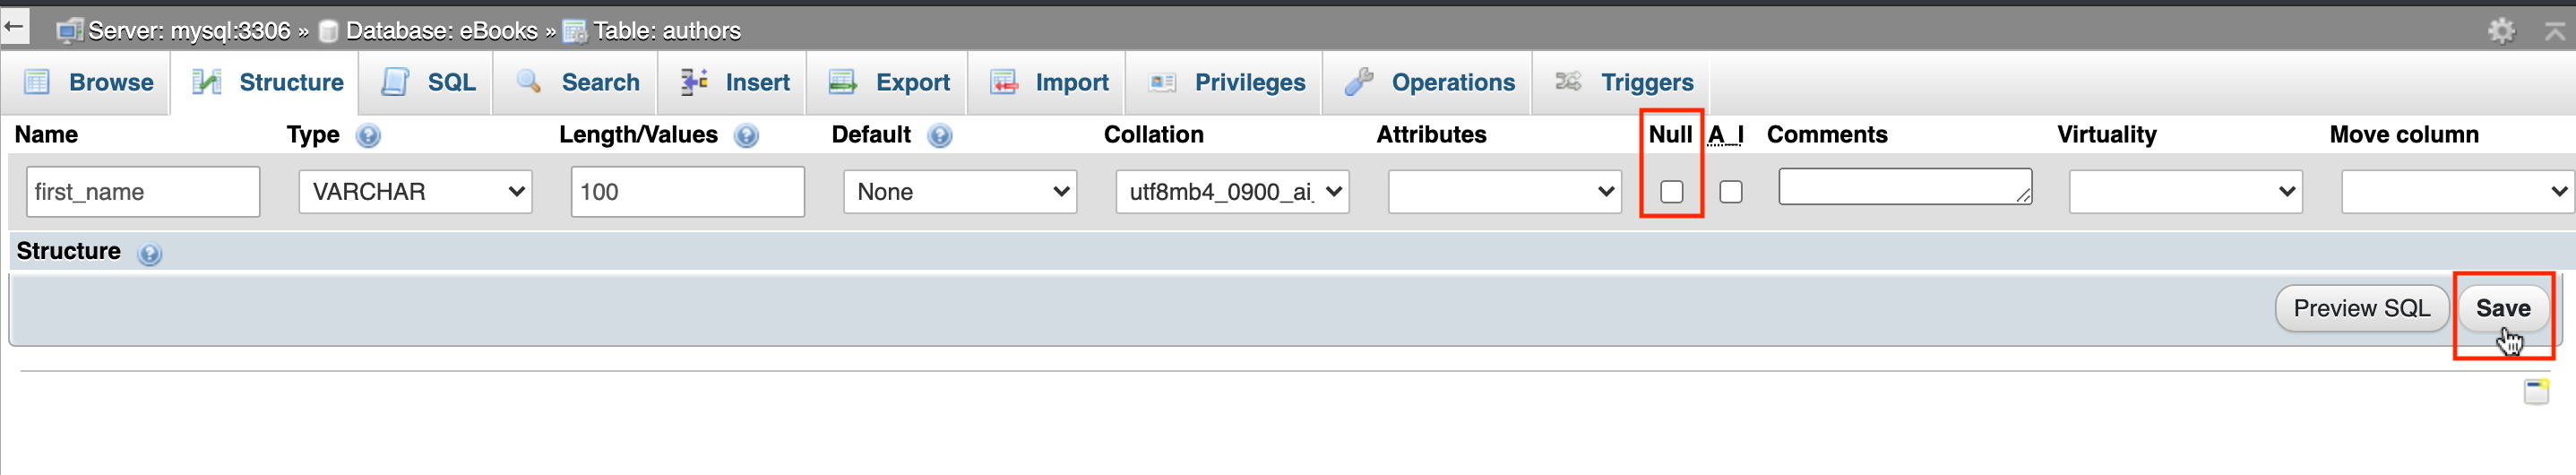 Server: mysql:3306 » Database: eBooks » Table: authors
Browse Structure SQL Search Insert Export Import Privileges Operations Triggers
Name Type Length/Values Default Collation Attributes Null A_I Comments Virtuality Move column
first_name VARCHAR 100 None utf8mb4_0900_ai_
Structure
Preview SQL Save